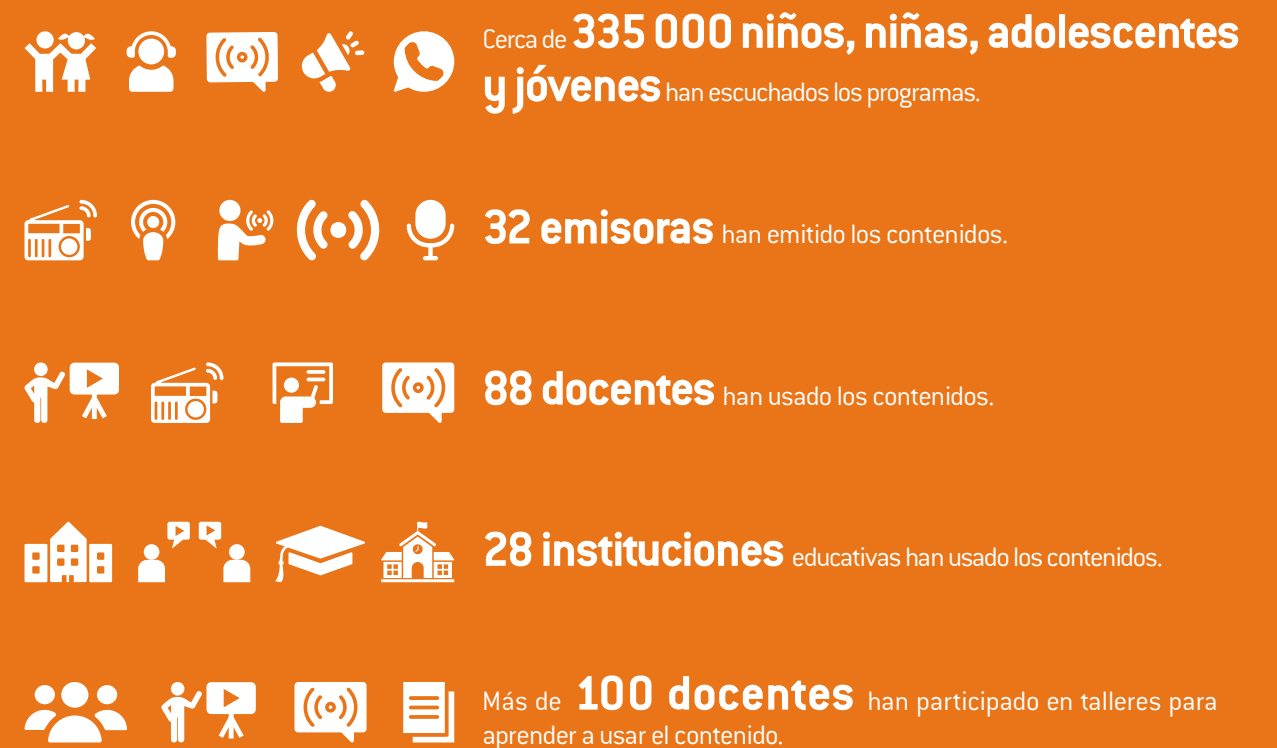 Cerca de 335 000 niños, niñas, adolescentes
y jóvenes han escuchados los programas.
32 emisoras han emitido los contenidos.
88 docentes han usado los contenidos.
28 instituciones educativas han usado los contenidos.
Más de 100 docentes han participado en talleres para
aprender a usar el contenido.